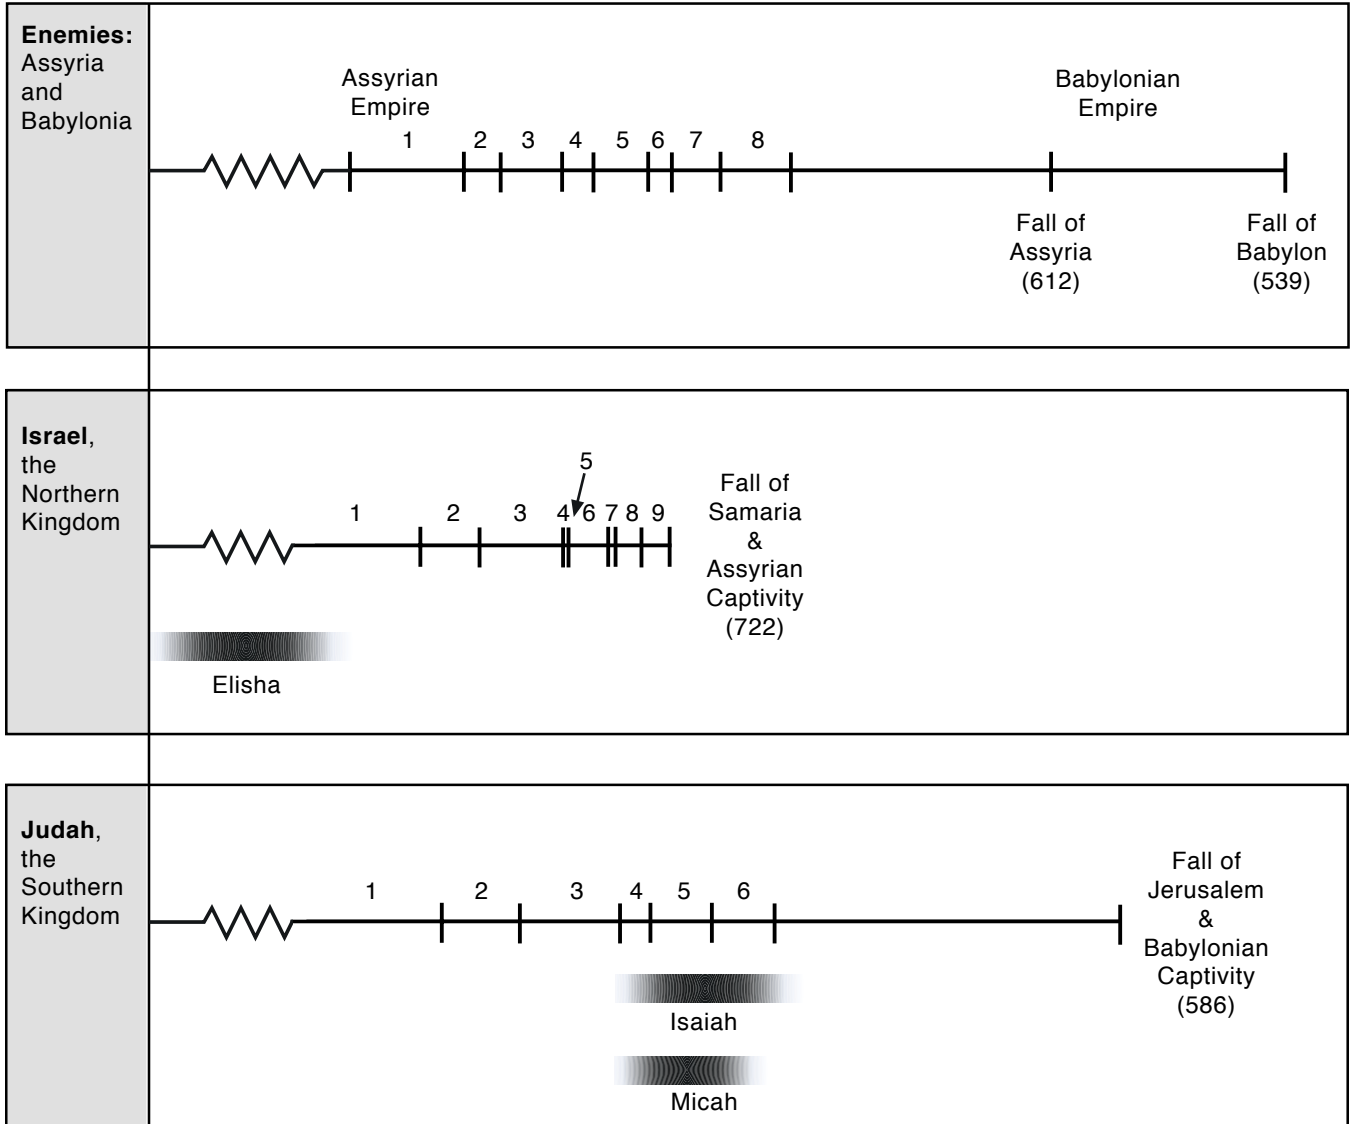 Enemies:
Assyria
and
Babylonia
Assyrian
Empire
Babylonian
Empire
1 2 3 4 5 6 7 8
Fall of
Assyria
(612)
Fall of
Babylon
(539)
Israel,
the
Northern
Kingdom
5
1 2 3 4 6 7 8 9
Fall of
Samaria
&
Assyrian
Captivity
(722)
Elisha
Judah,
the
Southern
Kingdom
1 2 3 4 5 6
Fall of
Jerusalem
&
Babylonian
Captivity
(586)
Isaiah
Micah